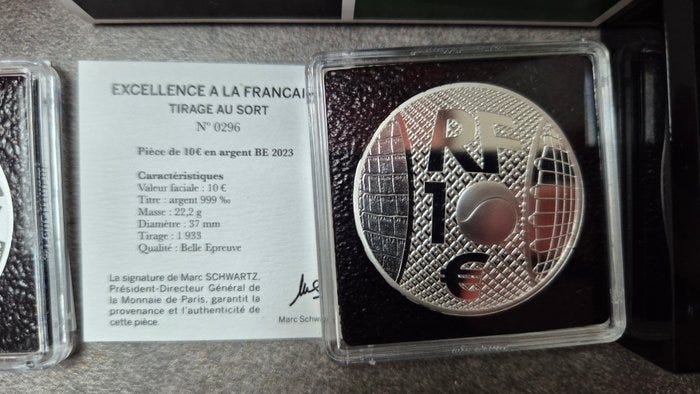 EXCELLENCE A LA FRANCAI
TIRAGE AU SORT
N° 0296
Pièce de 10€ en argent BE 2023
Caractéristiques
Valeur faciale : 10 €
Titre : argent 999 ‰
Masse : 22,2 g
Diamètre : 37 mm
Tirage : 1 933
Qualité : Belle Epreuve
La signature de Marc SCHWARTZ,
Président-Directeur Général de
la Monnaie de Paris, garantit la
provenance et l'authenticité de
cette pièce.
Marc Schw
RF
10
€